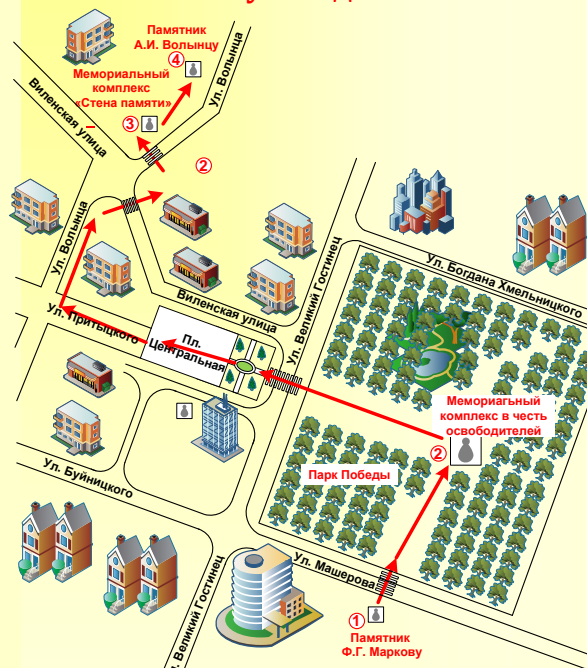 Памятник
А.И. Волынцу
④
Мемориальный
комплекс
«Стена памяти»
③
Ул. Волынца
Виленская улица
②
Ул. Волынца
Ул. Притыцкого
Виленская улица
Пл.
Центральная
Ул. Великий Гостинец
Ул. Богдана Хмельницкого
Мемориагьный
комплекс в честь
освободителей
②
Парк Победы
Ул. Буйницкого
Ул. Машерова
. Великий Гостинец
①
Памятник
Ф.Г. Маркову